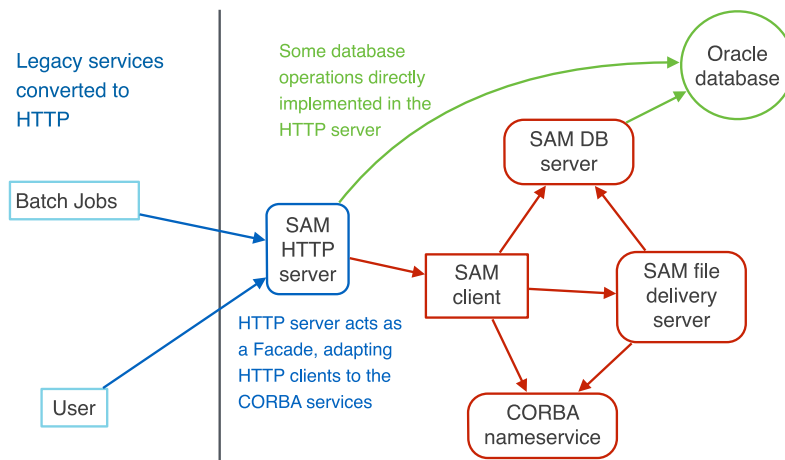 Legacy services
converted to
HTTP
Some database
operations directly
implemented in the
HTTP server
Oracle
database
SAM DB
server
Batch Jobs
SAM
HTTP
server
SAM
client
SAM file
delivery
server
HTTP server acts as
a Facade, adapting
HTTP clients to the
CORBA services
User
CORBA
nameservice